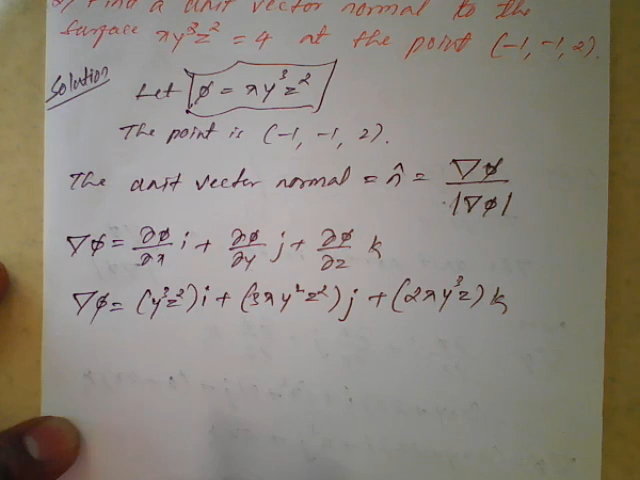 2) Find a unit vector normal to the
surface xy³z² = 4 at the point (-1, -1, 2).
Solution
Let φ = xy³z²
The point is (-1, -1, 2).
The unit vector normal = n̂ = ∇φ / |∇φ|
∇φ = ∂φ/∂x i + ∂φ/∂y j + ∂φ/∂z k
∇φ = (y³z²)i + (3xy²z²)j + (2xy³z)k